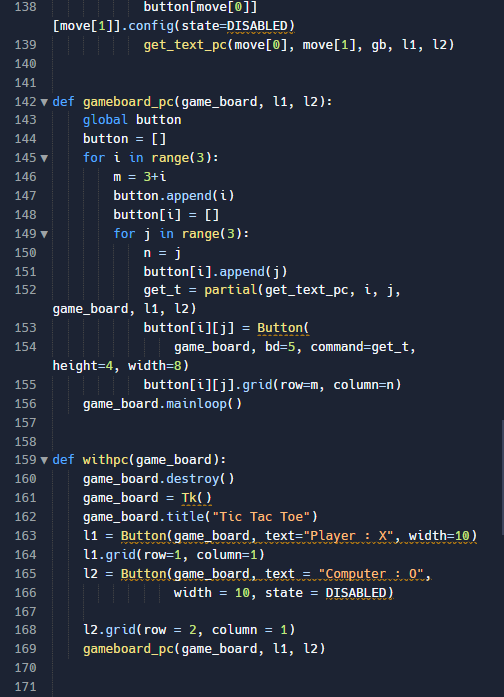 138 button[move[0]]
[move[1]].config(state=DISABLED)
139 get_text_pc(move[0], move[1], gb, l1, l2)
140
141
142 def gameboard_pc(game_board, l1, l2):
143 global button
144 button = []
145 for i in range(3):
146 m = 3+i
147 button.append(i)
148 button[i] = []
149 for j in range(3):
150 n = j
151 button[i].append(j)
152 get_t = partial(get_text_pc, i, j,
game_board, l1, l2)
153 button[i][j] = Button(
154 game_board, bd=5, command=get_t,
height=4, width=8)
155 button[i][j].grid(row=m, column=n)
156 game_board.mainloop()
157
158
159 def withpc(game_board):
160 game_board.destroy()
161 game_board = Tk()
162 game_board.title("Tic Tac Toe")
163 l1 = Button(game_board, text="Player : X", width=10)
164 l1.grid(row=1, column=1)
165 l2 = Button(game_board, text = "Computer : O",
166 width = 10, state = DISABLED)
167
168 l2.grid(row = 2, column = 1)
169 gameboard_pc(game_board, l1, l2)
170
171